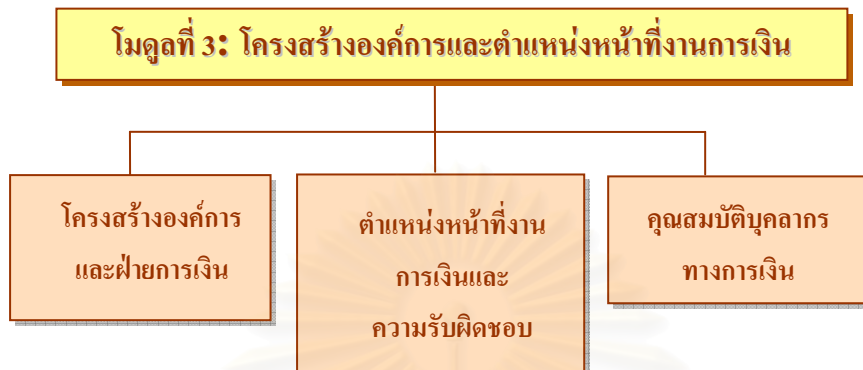 โมดูลที่ 3: โครงสร้างองค์การและตำแหน่งหน้าที่งานการเงิน
โครงสร้างองค์การ
และฝ่ายการเงิน
ตำแหน่งหน้าที่งาน
การเงินและ
ความรับผิดชอบ
คุณสมบัติบุคลากร
ทางการเงิน